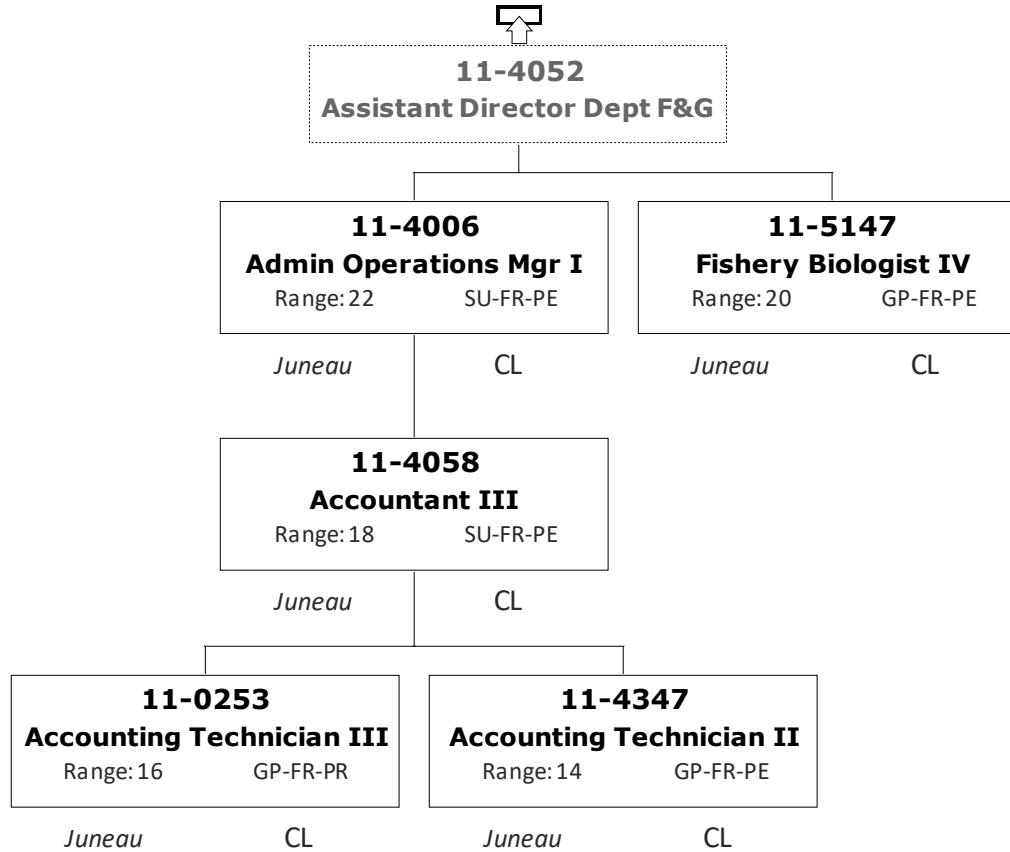 11-4052
Assistant Director Dept F&G
11-4006
Admin Operations Mgr I
Range: 22 SU-FR-PE
Juneau CL
11-5147
Fishery Biologist IV
Range: 20 GP-FR-PE
Juneau CL
11-4058
Accountant III
Range: 18 SU-FR-PE
Juneau CL
11-0253
Accounting Technician III
Range: 16 GP-FR-PR
Juneau CL
11-4347
Accounting Technician II
Range: 14 GP-FR-PE
Juneau CL